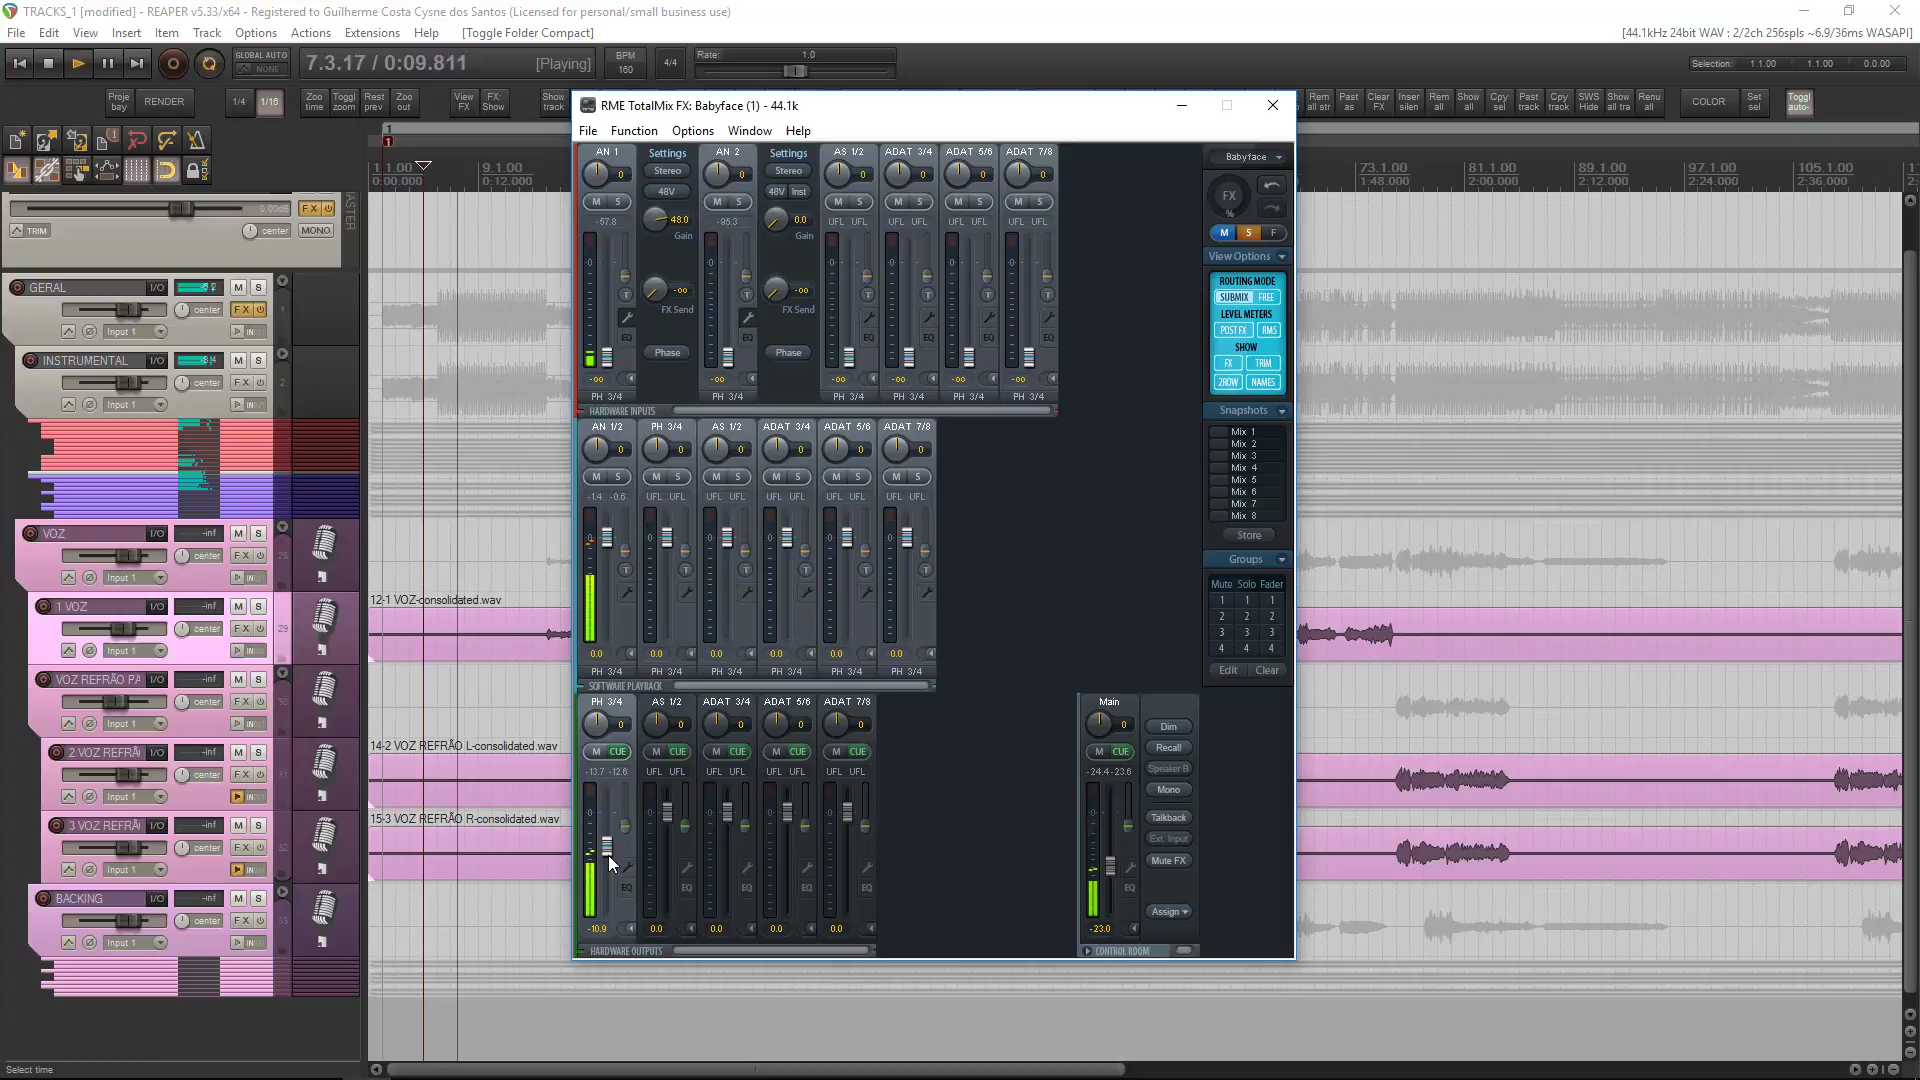 TRACKS_1 [modified] - REAPER v5.33/x64 - Registered to Guilherme Costa Cysne dos Santos (Licensed for personal/small business use)
File Edit View Insert Item Track Options Actions Extensions Help [Toggle Folder Compact]
[44.1kHz 24bit WAV : 2/2ch 256spls ~6.9/36ms WASAPI]
GLOBAL AUTO
NONE
7.3.17 / 0:09.811 [Playing]
BPM
160
4/4
Rate: 1.0
Selection: 1.1.00 1.1.00 0.0.00
Proje bay
RENDER
1/4 1/16
Zoo time
Toggl zoom
Rest prev
Zoo out
View FX
FX: Show
Show track
Rem all str
Past as
Clear FX
Insert silen
Rem all
Show all
Cpy sel
Past track
Cpy track
SWS Hide
Show all tra
Renu all
COLOR
Set sel
Toggl auto-
1
1
1.1.00
0:00.000
9.1.00
0:12.000
73.1.00
1:48.000
81.1.00
2:00.000
89.1.00
2:12.000
97.1.00
2:24.000
105.1.00
2:36.000
0.00dB FX
TRIM center MONO
GERAL I/O M S
center FX
Input 1 IN
INSTRUMENTAL I/O M S
center FX
Input 1 IN
VOZ I/O -inf M S
center FX
Input 1
1 VOZ I/O -inf M S
center FX 29
Input 1
VOZ REFRÃO PA I/O -inf M S
center FX
Input 1
2 VOZ REFRÃ I/O -inf M S
center FX
Input 1
3 VOZ REFRÃ I/O -inf M S
center FX
Input 1
BACKING I/O -inf M S
center FX
Input 1
12-1 VOZ-consolidated.wav
14-2 VOZ REFRÃO L-consolidated.wav
15-3 VOZ REFRÃO R-consolidated.wav
Select time
RME TotalMix FX: Babyface (1) - 44.1k
File Function Options Window Help
AN 1 Settings AN 2 Settings AS 1/2 ADAT 3/4 ADAT 5/6 ADAT 7/8
0 Stereo 0 Stereo 0 0 0 0
M S 48V M S 48V Inst M S M S M S M S
-57.8 48.0 -95.3 0.0 UFL UFL UFL UFL UFL UFL UFL UFL
Gain Gain
-oo -oo
FX Send FX Send
EQ Phase EQ Phase EQ EQ EQ EQ
-oo -oo -oo -oo -oo -oo
PH 3/4 PH 3/4 PH 3/4 PH 3/4 PH 3/4 PH 3/4
HARDWARE INPUTS
AN 1/2 PH 3/4 AS 1/2 ADAT 3/4 ADAT 5/6 ADAT 7/8
0 0 0 0 0 0
M S M S M S M S M S M S
-1.4 -0.6 UFL UFL UFL UFL UFL UFL UFL UFL UFL UFL
0.0 0.0 0.0 0.0 0.0 0.0
PH 3/4 PH 3/4 PH 3/4 PH 3/4 PH 3/4 PH 3/4
SOFTWARE PLAYBACK
PH 3/4 AS 1/2 ADAT 3/4 ADAT 5/6 ADAT 7/8
0 0 0 0 0
M CUE M CUE M CUE M CUE M CUE
-13.7 -12.6 UFL UFL UFL UFL UFL UFL UFL UFL
EQ EQ EQ EQ EQ
-10.9 0.0 0.0 0.0 0.0
HARDWARE OUTPUTS
Main
0
M CUE
-24.4 -23.6
EQ
-23.0
Dim
Recall
Speaker B
Mono
Talkback
Ext. Input
Mute FX
Assign
CONTROL ROOM
Babyface
FX
%
M S F
View Options
ROUTING MODE
SUBMIX FREE
LEVEL METERS
POST FX RMS
SHOW
FX TRIM
2ROW NAMES
Snapshots
Mix 1
Mix 2
Mix 3
Mix 4
Mix 5
Mix 6
Mix 7
Mix 8
Store
Groups
Mute Solo Fader
1 1 1
2 2 2
3 3 3
4 4 4
Edit Clear